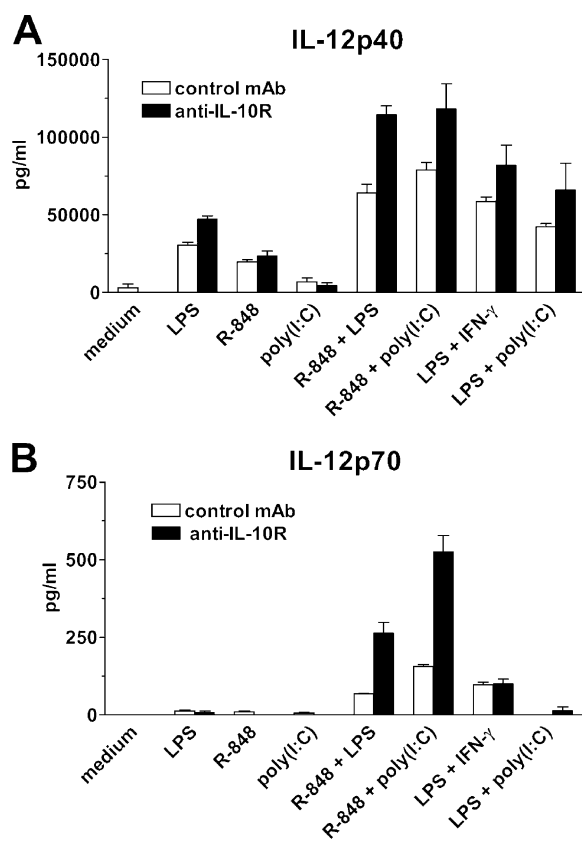 A
IL-12p40
150000
100000
50000
0
pg/ml
control mAb
anti-IL-10R
medium
LPS
R-848
poly(I:C)
R-848 + LPS
R-848 + poly(I:C)
LPS + IFN-γ
LPS + poly(I:C)
B
IL-12p70
750
500
250
0
pg/ml
control mAb
anti-IL-10R
medium
LPS
R-848
poly(I:C)
R-848 + LPS
R-848 + poly(I:C)
LPS + IFN-γ
LPS + poly(I:C)